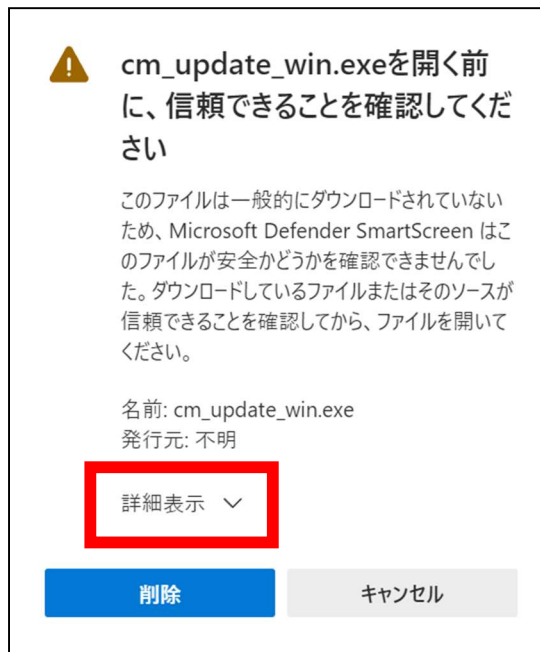 cm_update_win.exeを開く前
に、信頼できることを確認してくだ
さい
このファイルは一般的にダウンロードされていない
ため、Microsoft Defender SmartScreen はこ
のファイルが安全かどうかを確認できませんでし
た。ダウンロードしているファイルまたはそのソースが
信頼できることを確認してから、ファイルを開いて
ください。
名前: cm_update_win.exe
発行元: 不明
詳細表示
削除
キャンセル